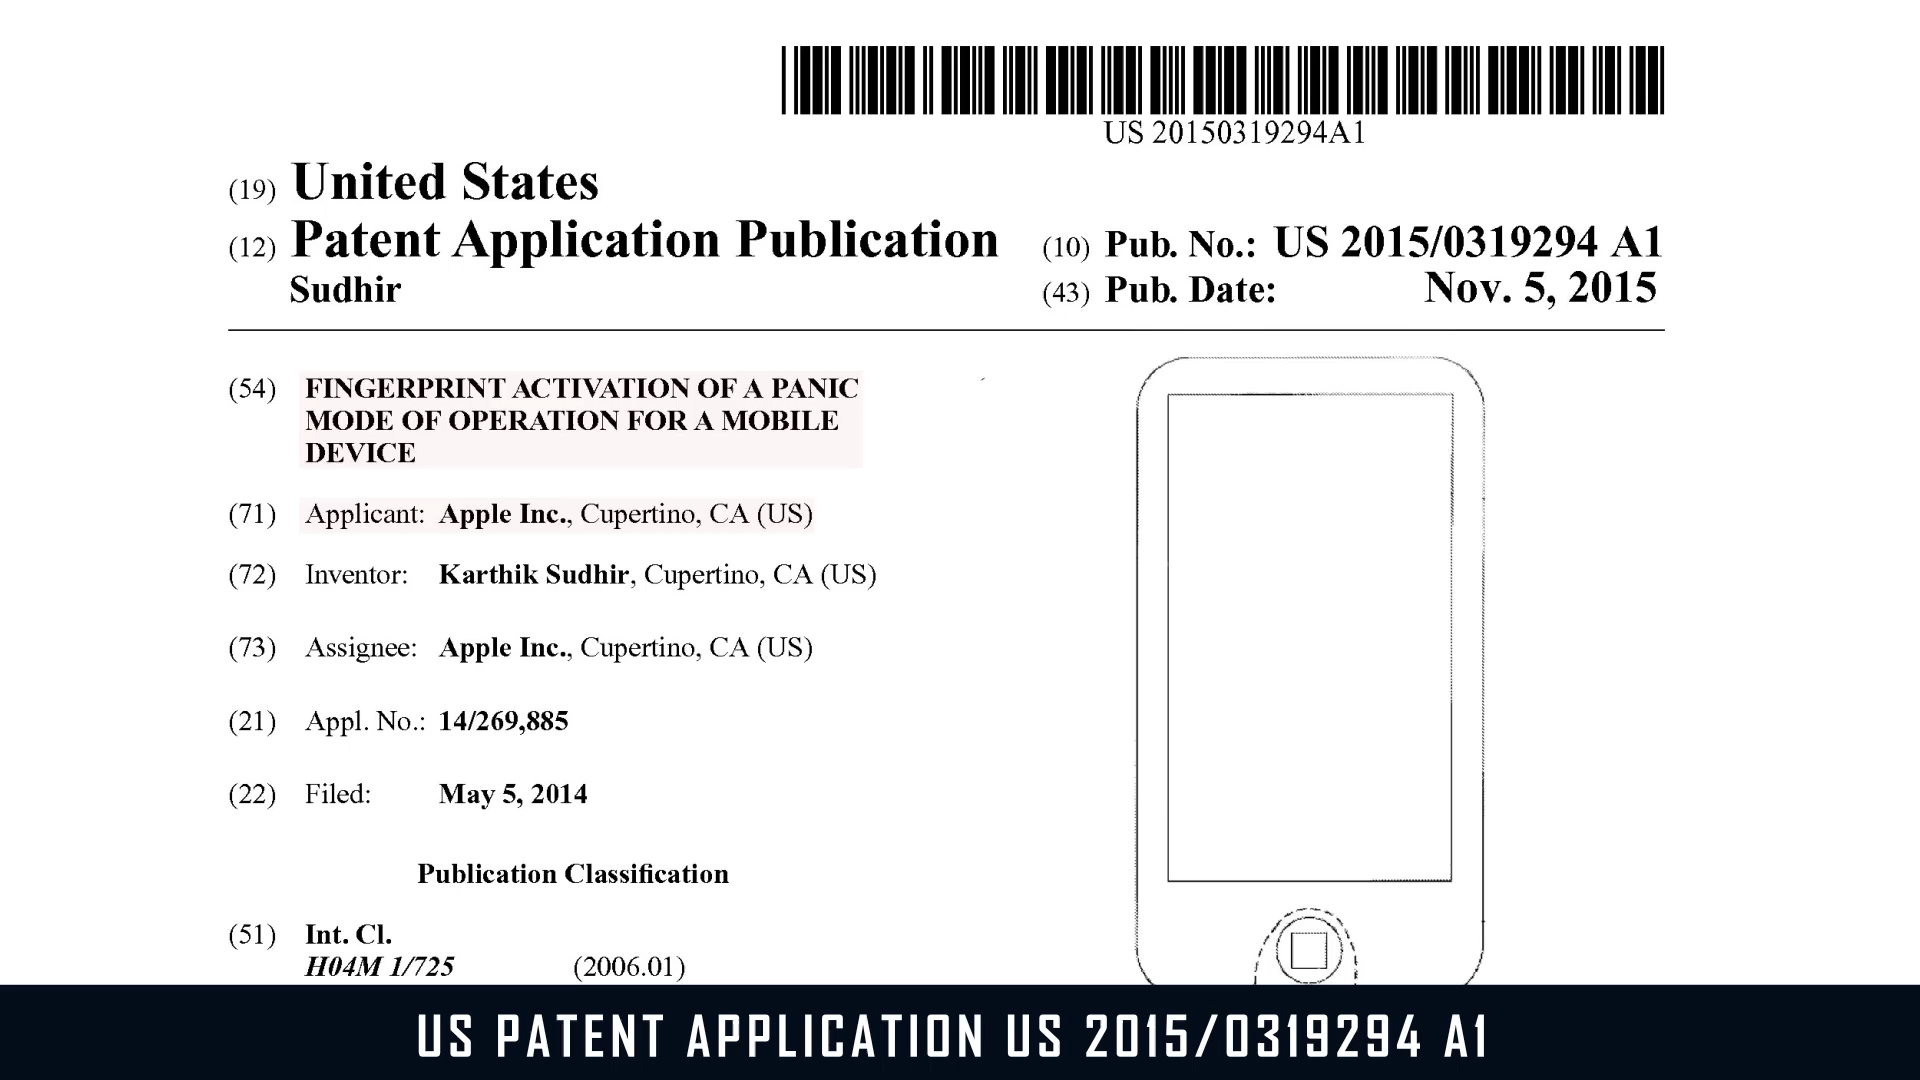 US 20150319294A1
(19) United States
(12) Patent Application Publication
Sudhir
(10) Pub. No.: US 2015/0319294 A1
(43) Pub. Date: Nov. 5, 2015
(54) FINGERPRINT ACTIVATION OF A PANIC
MODE OF OPERATION FOR A MOBILE
DEVICE
(71) Applicant: Apple Inc., Cupertino, CA (US)
(72) Inventor: Karthik Sudhir, Cupertino, CA (US)
(73) Assignee: Apple Inc., Cupertino, CA (US)
(21) Appl. No.: 14/269,885
(22) Filed: May 5, 2014
Publication Classification
(51) Int. Cl.
H04M 1/725 (2006.01)
US PATENT APPLICATION US 2015/0319294 A1